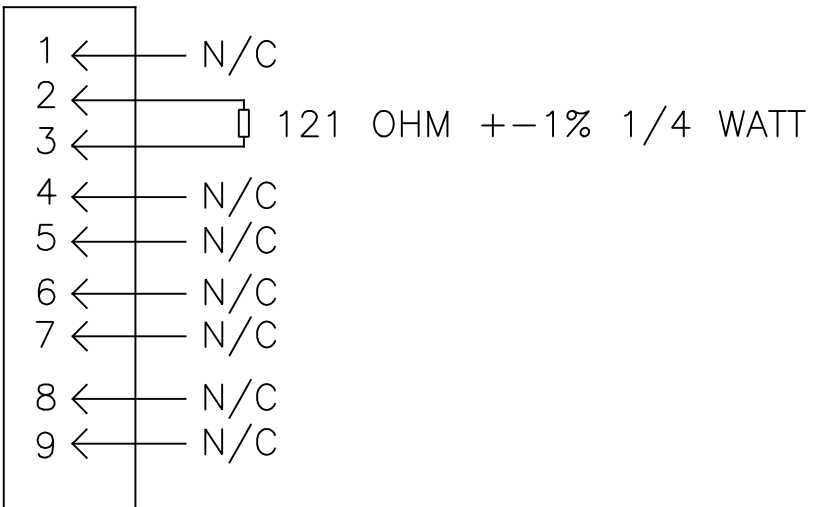 1 N/C
2
121 OHM +-1% 1/4 WATT
3
4 N/C
5 N/C
6 N/C
7 N/C
8 N/C
9 N/C